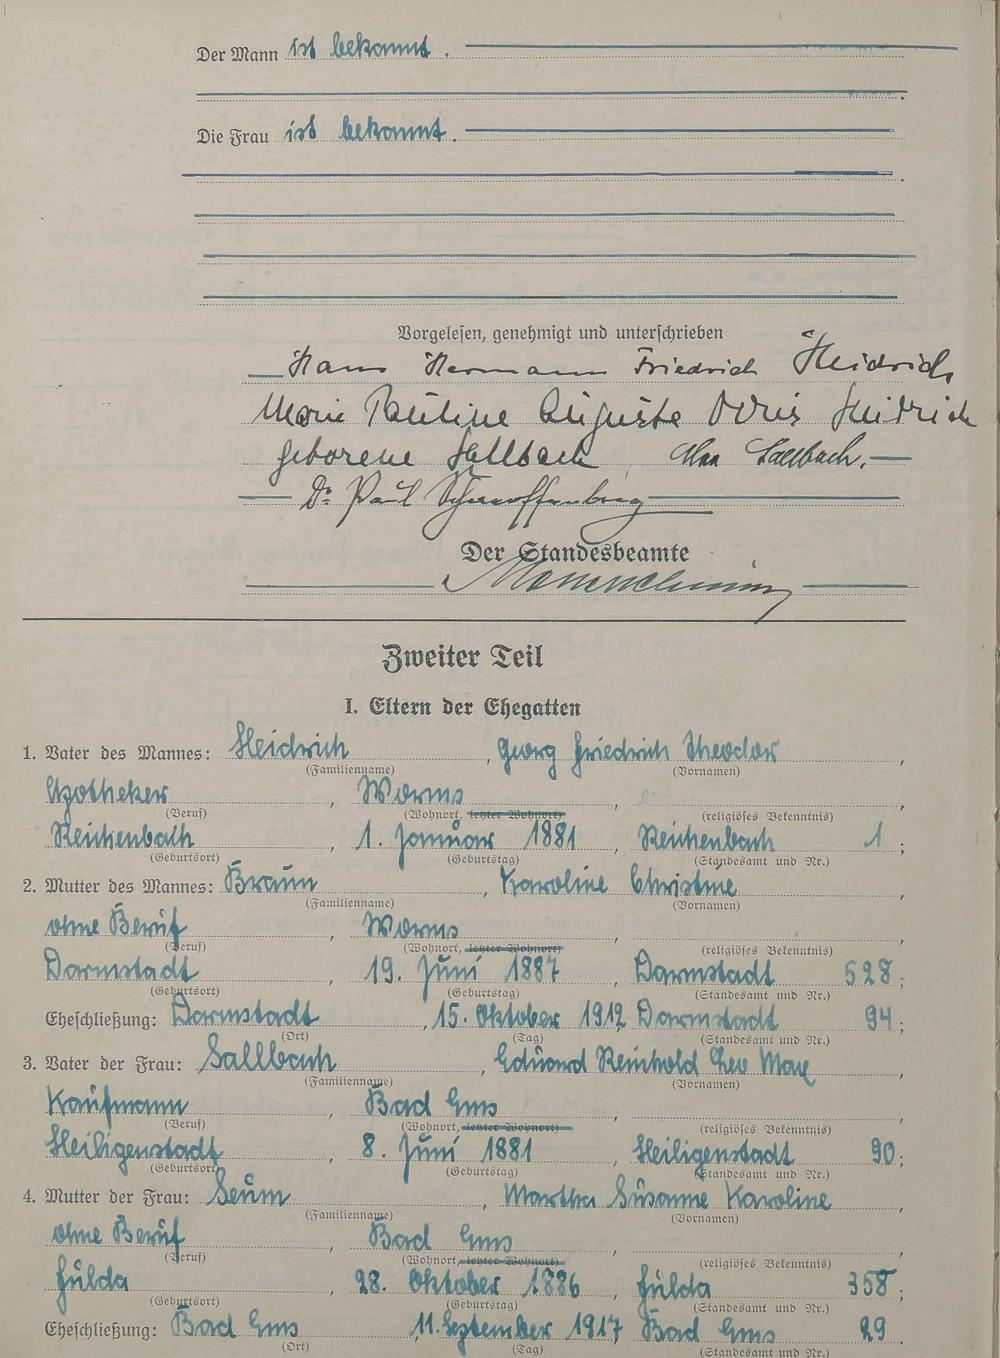 Der Mann ist bekannt.
Die Frau ist bekannt.
Vorgelesen, genehmigt und unterschrieben
Hans Hermann Friedrich Heidrich
Marie Pauline Auguste Doris Heidrich
geborene Sallbach Max Sallbach.
Dr Paul
Der Standesbeamte
Zweiter Teil
I. Eltern der Ehegatten
1. Vater des Mannes: Heidrich, Georg Friedrich Theodor,
(Familienname) (Vornamen)
Apotheker, Worms, ,
(Beruf) (Wohnort, letzter Wohnort) (religiöses Bekenntnis)
Reichenbach, 1. Januar 1881, Reichenbach 1;
(Geburtsort) (Geburtstag) (Standesamt und Nr.)
2. Mutter des Mannes: Braun, Karoline Christine,
(Familienname) (Vornamen)
ohne Beruf, Worms, ,
(Beruf) (Wohnort, letzter Wohnort) (religiöses Bekenntnis)
Darmstadt, 19. Juni 1887, Darmstadt 528;
(Geburtsort) (Geburtstag) (Standesamt und Nr.)
Eheschließung: Darmstadt, 15. Oktober 1912 Darmstadt 94;
(Ort) (Tag) (Standesamt und Nr.)
3. Vater der Frau: Sallbach, Eduard Reinhold Leo Max,
(Familienname) (Vornamen)
Kaufmann, Bad Ems, ,
(Beruf) (Wohnort, letzter Wohnort) (religiöses Bekenntnis)
Heiligenstadt, 8. Juni 1881, Heiligenstadt 90;
(Geburtsort) (Geburtstag) (Standesamt und Nr.)
4. Mutter der Frau: Seum, Martha Susanne Karoline,
(Familienname) (Vornamen)
ohne Beruf, Bad Ems, ,
(Beruf) (Wohnort, letzter Wohnort) (religiöses Bekenntnis)
Fulda, 28. Oktober 1886, Fulda 358;
(Geburtsort) (Geburtstag) (Standesamt und Nr.)
Eheschließung: Bad Ems, 11. September 1917 Bad Ems 29.
(Ort) (Tag) (Standesamt und Nr.)